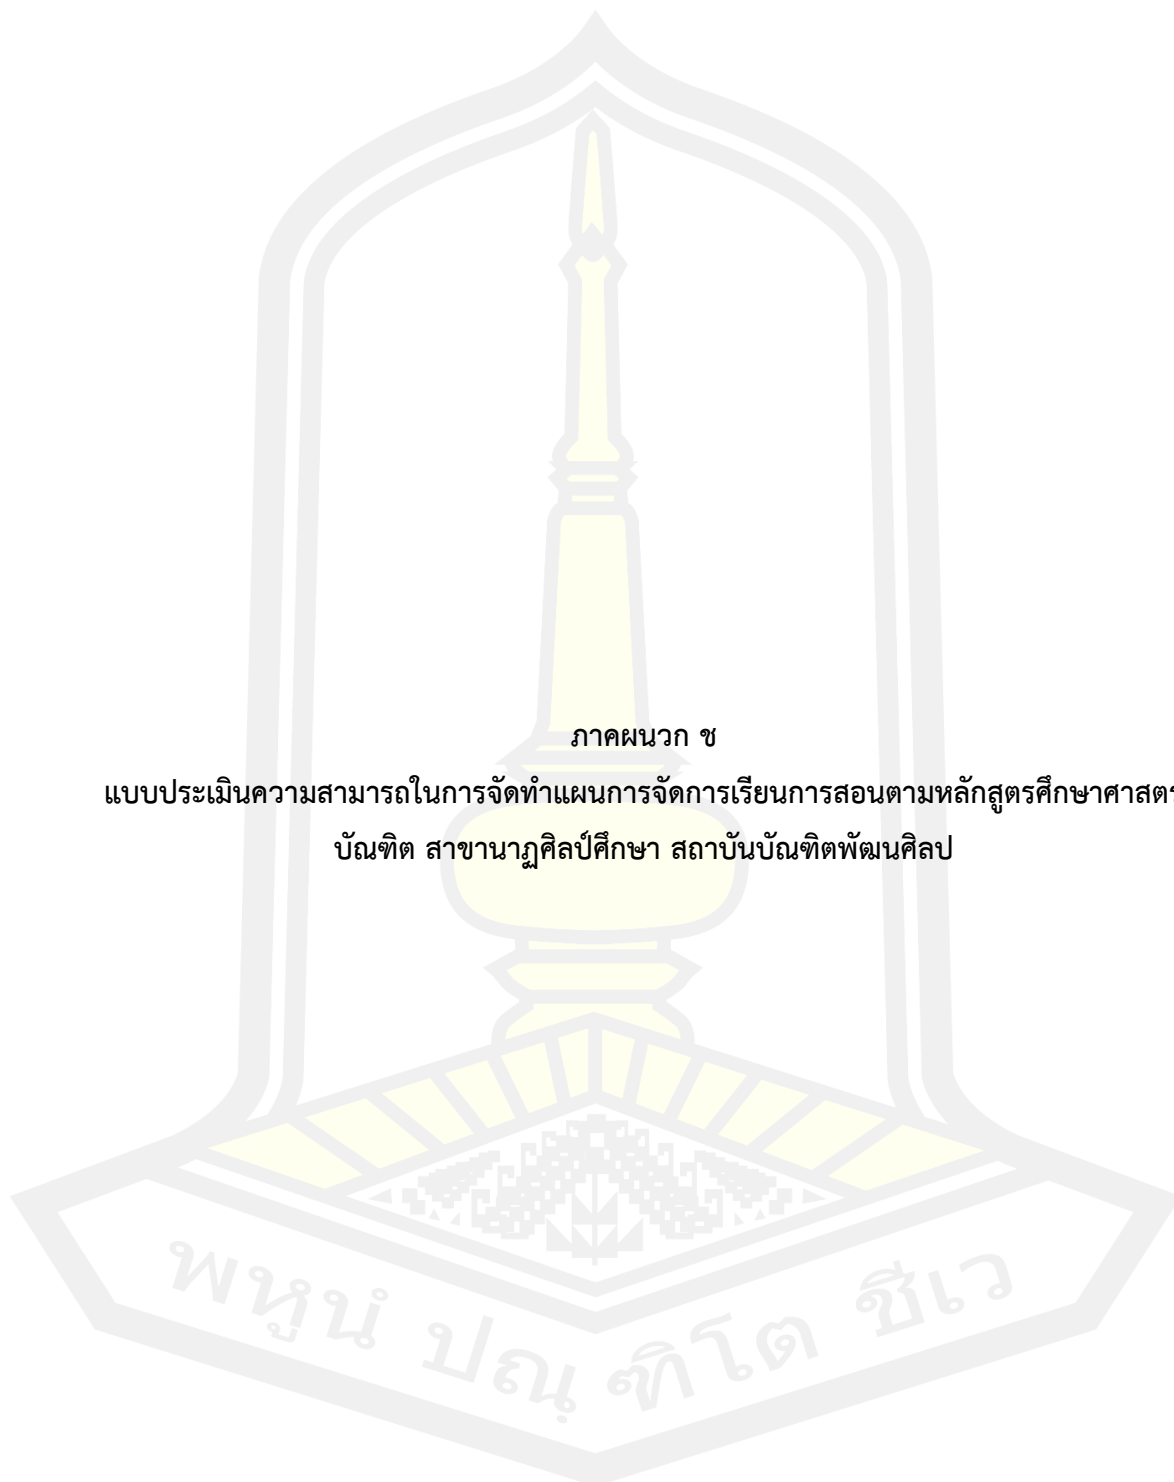 ภาคผนวก ช
แบบประเมินความสามารถในการจัดทำแผนการจัดการเรียนการสอนตามหลักสูตรศึกษาศาสตร
บัณฑิต สาขานาฏศิลป์ศึกษา สถาบันบัณฑิตพัฒนศิลป
พหูนํ ปณฺฑิโต ชีเว